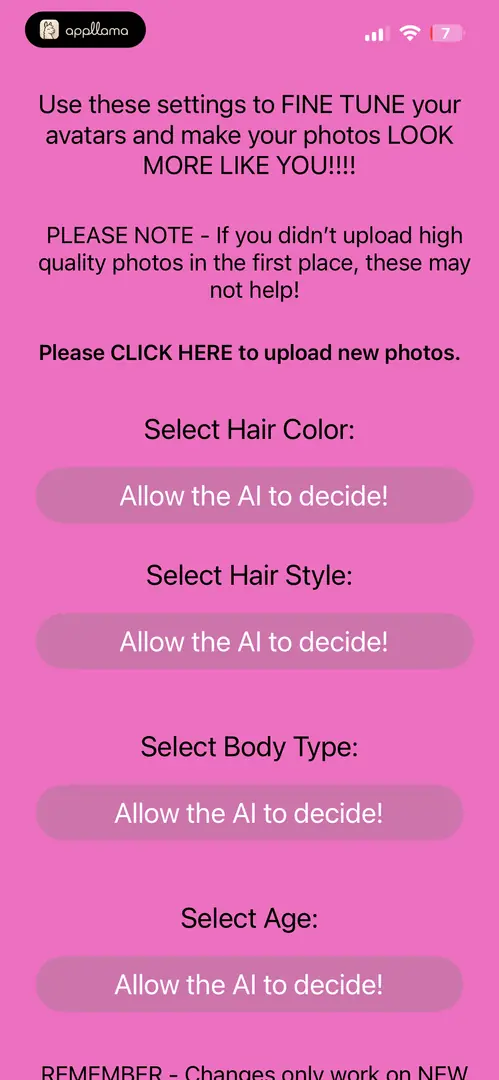 appllama
7
Use these settings to FINE TUNE your
avatars and make your photos LOOK
MORE LIKE YOU!!!!
PLEASE NOTE - If you didn’t upload high
quality photos in the first place, these may
not help!
Please CLICK HERE to upload new photos.
Select Hair Color:
Allow the AI to decide!
Select Hair Style:
Allow the AI to decide!
Select Body Type:
Allow the AI to decide!
Select Age:
Allow the AI to decide!
REMEMBER - Changes only work on NEW